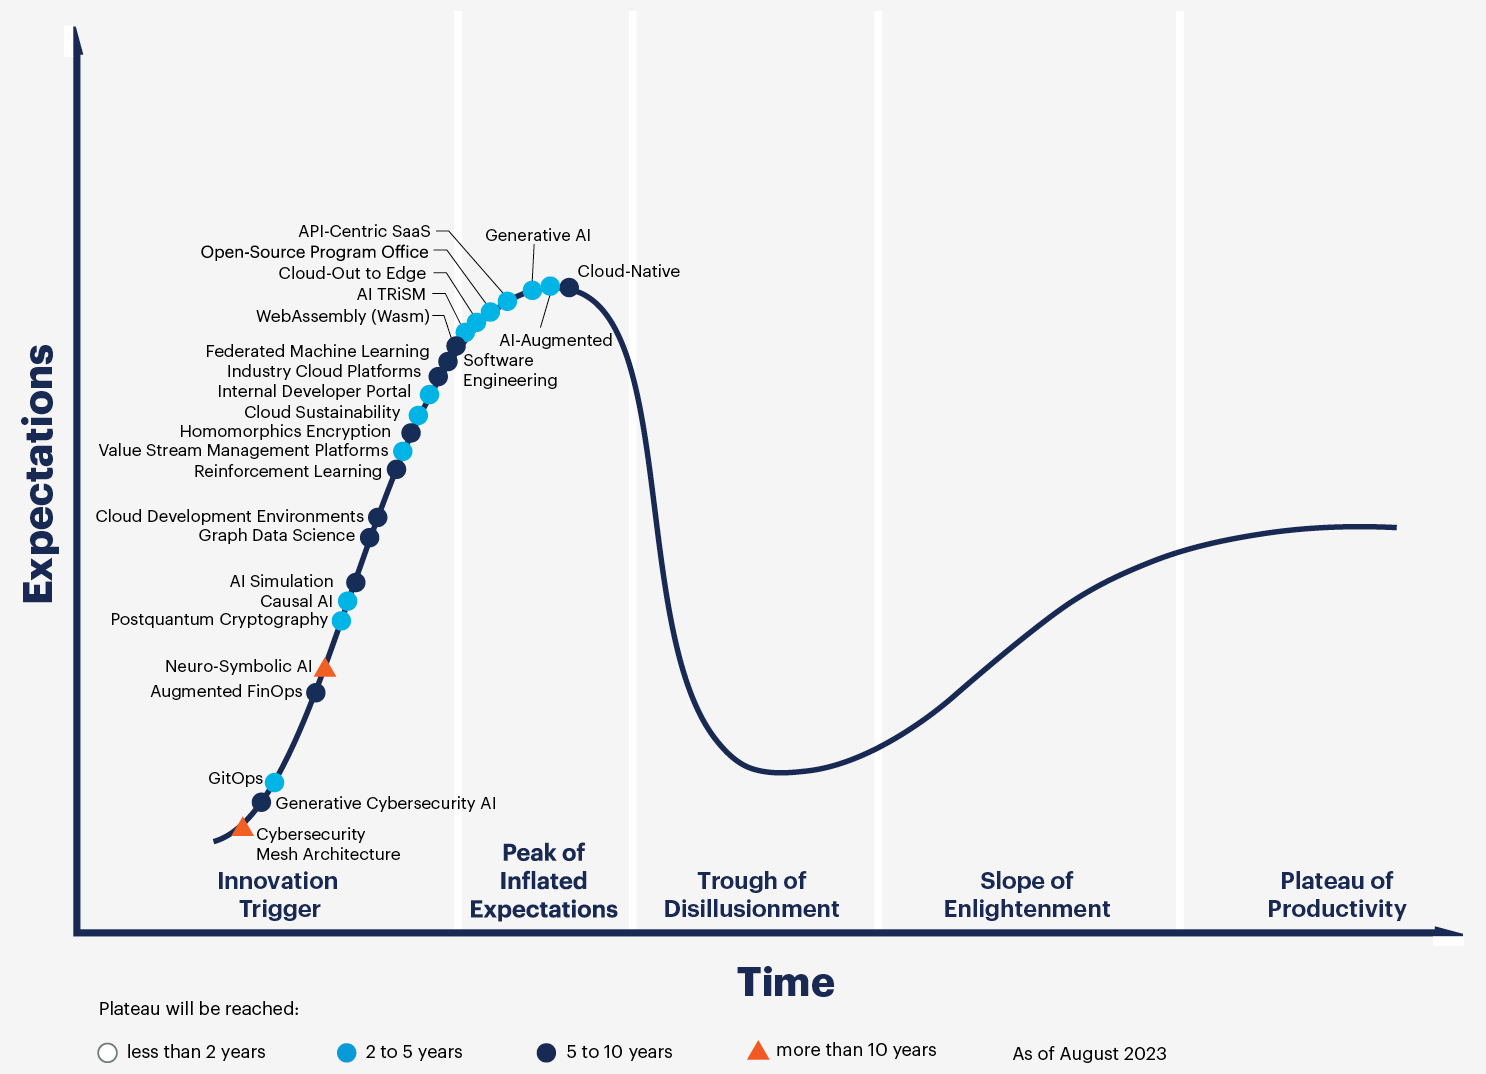 API-Centric SaaS
Generative AI
Open-Source Program Office
Cloud-Out to Edge
Cloud-Native
AI TRiSM
WebAssembly (Wasm)
AI-Augmented
Software
Engineering
Federated Machine Learning
Industry Cloud Platforms
Internal Developer Portal
Cloud Sustainability
Homomorphics Encryption
Value Stream Management Platforms
Reinforcement Learning
Cloud Development Environments
Graph Data Science
AI Simulation
Causal AI
Postquantum Cryptography
Neuro-Symbolic AI
Augmented FinOps
GitOps
Generative Cybersecurity AI
Cybersecurity
Mesh Architecture
Expectations
Innovation
Trigger
Peak of
Inflated
Expectations
Trough of
Disillusionment
Slope of
Enlightenment
Plateau of
Productivity
Time
Plateau will be reached:
less than 2 years
2 to 5 years
5 to 10 years
more than 10 years
As of August 2023